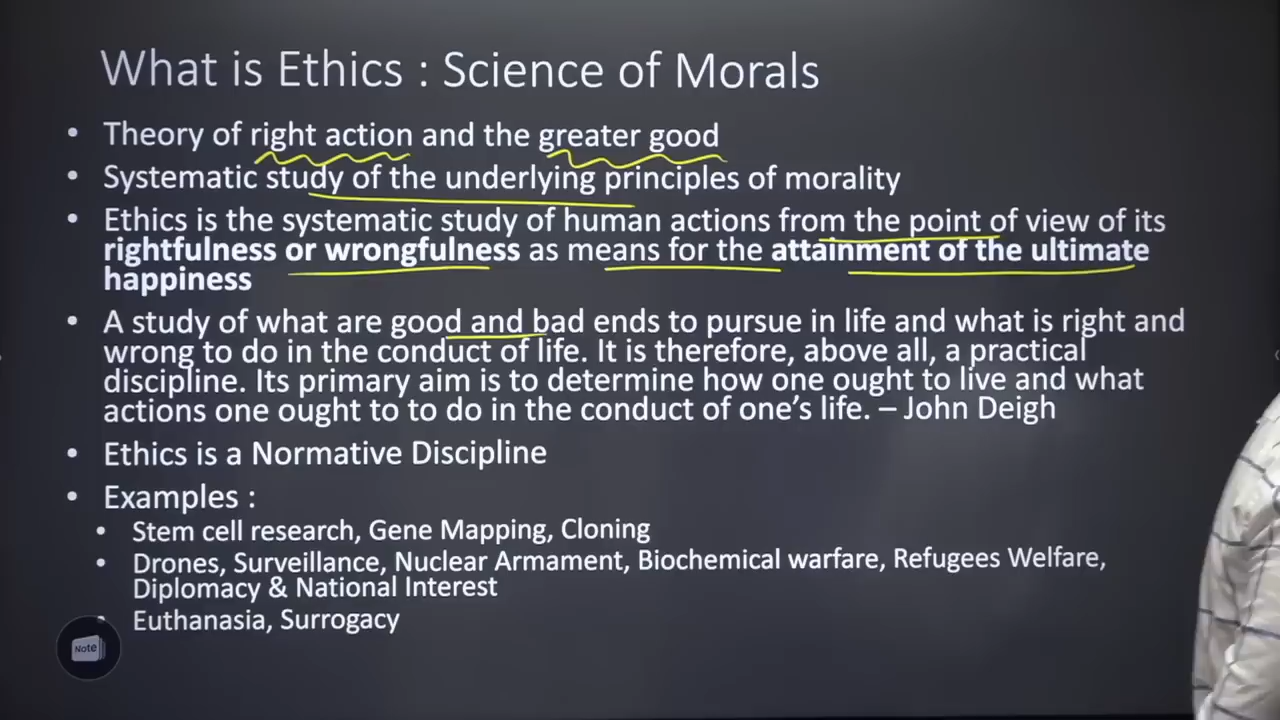 What is Ethics : Science of Morals
• Theory of right action and the greater good
• Systematic study of the underlying principles of morality
• Ethics is the systematic study of human actions from the point of view of its
rightfulness or wrongfulness as means for the attainment of the ultimate
happiness
• A study of what are good and bad ends to pursue in life and what is right and
wrong to do in the conduct of life. It is therefore, above all, a practical
discipline. Its primary aim is to determine how one ought to live and what
actions one ought to to do in the conduct of one's life. – John Deigh
• Ethics is a Normative Discipline
• Examples :
• Stem cell research, Gene Mapping, Cloning
• Drones, Surveillance, Nuclear Armament, Biochemical warfare, Refugees Welfare,
Diplomacy & National Interest
• Euthanasia, Surrogacy
Note